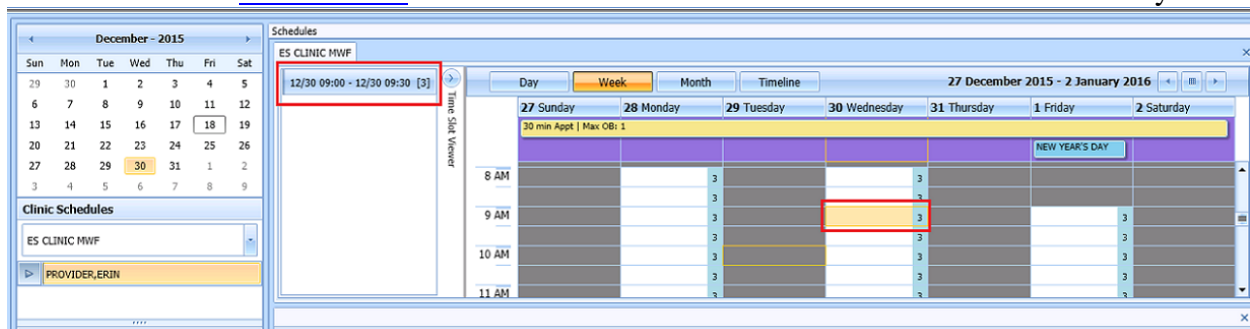 December - 2015
Sun Mon Tue Wed Thu Fri Sat
29 30 1 2 3 4 5
6 7 8 9 10 11 12
13 14 15 16 17 18 19
20 21 22 23 24 25 26
27 28 29 30 31 1 2
3 4 5 6 7 8 9
Clinic Schedules
ES CLINIC MWF
PROVIDER,ERIN
Schedules
ES CLINIC MWF
12/30 09:00 - 12/30 09:30 [3]
Time Slot Viewer
Day Week Month Timeline 27 December 2015 - 2 January 2016
27 Sunday 28 Monday 29 Tuesday 30 Wednesday 31 Thursday 1 Friday 2 Saturday
30 min Appt | Max OB: 1
NEW YEAR'S DAY
8 AM 3 3
3 3
9 AM 3 3 3
3 3 3
10 AM 3 3 3
3 3 3
11 AM 3 3 3